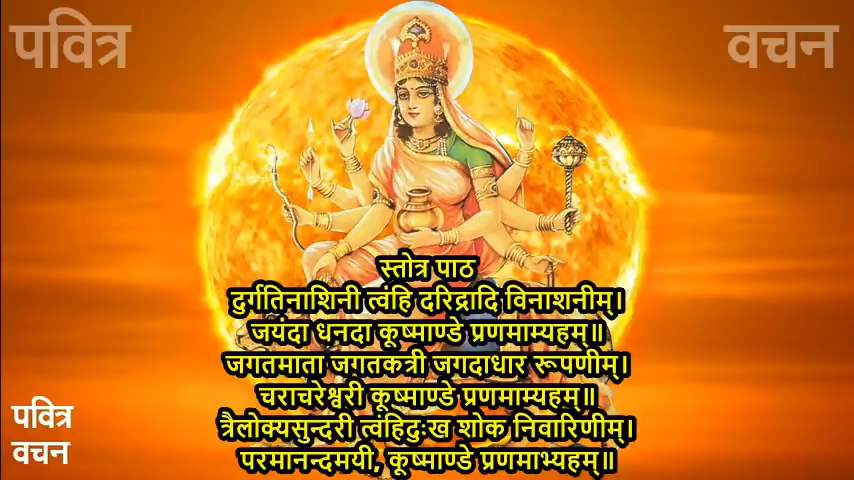 पवित्र
वचन
स्तोत्र पाठ
दुर्गतिनाशिनी त्वंहि दरिद्रादि विनाशनीम्।
जयंदा धनदा कूष्माण्डे प्रणमाम्यहम्॥
जगतमाता जगतकत्री जगदाधार रूपणीम्।
चराचरेश्वरी कूष्माण्डे प्रणमाम्यहम्॥
त्रैलोक्यसुन्दरी त्वंहिदुःख शोक निवारिणीम्।
परमानन्दमयी, कूष्माण्डे प्रणमाभ्यहम्॥
पवित्र
वचन